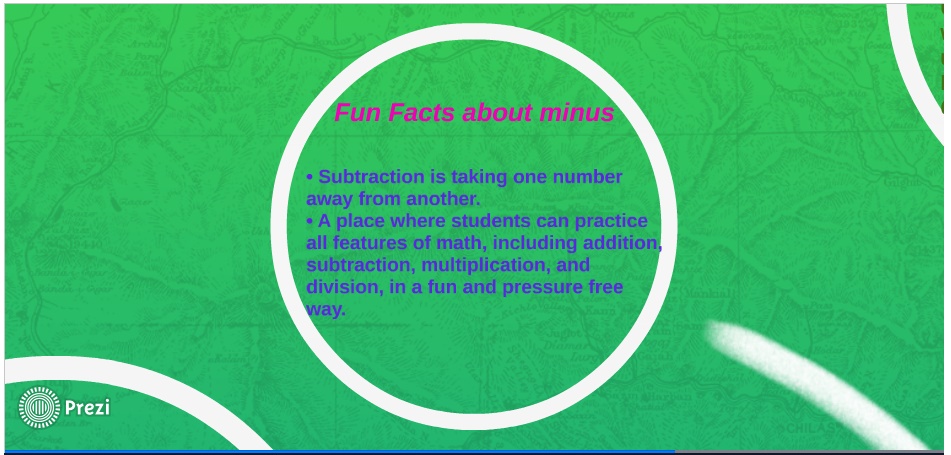 Fun Facts about minus
• Subtraction is taking one number
away from another.
• A place where students can practice
all features of math, including addition,
subtraction, multiplication, and
division, in a fun and pressure free
way.
Prezi